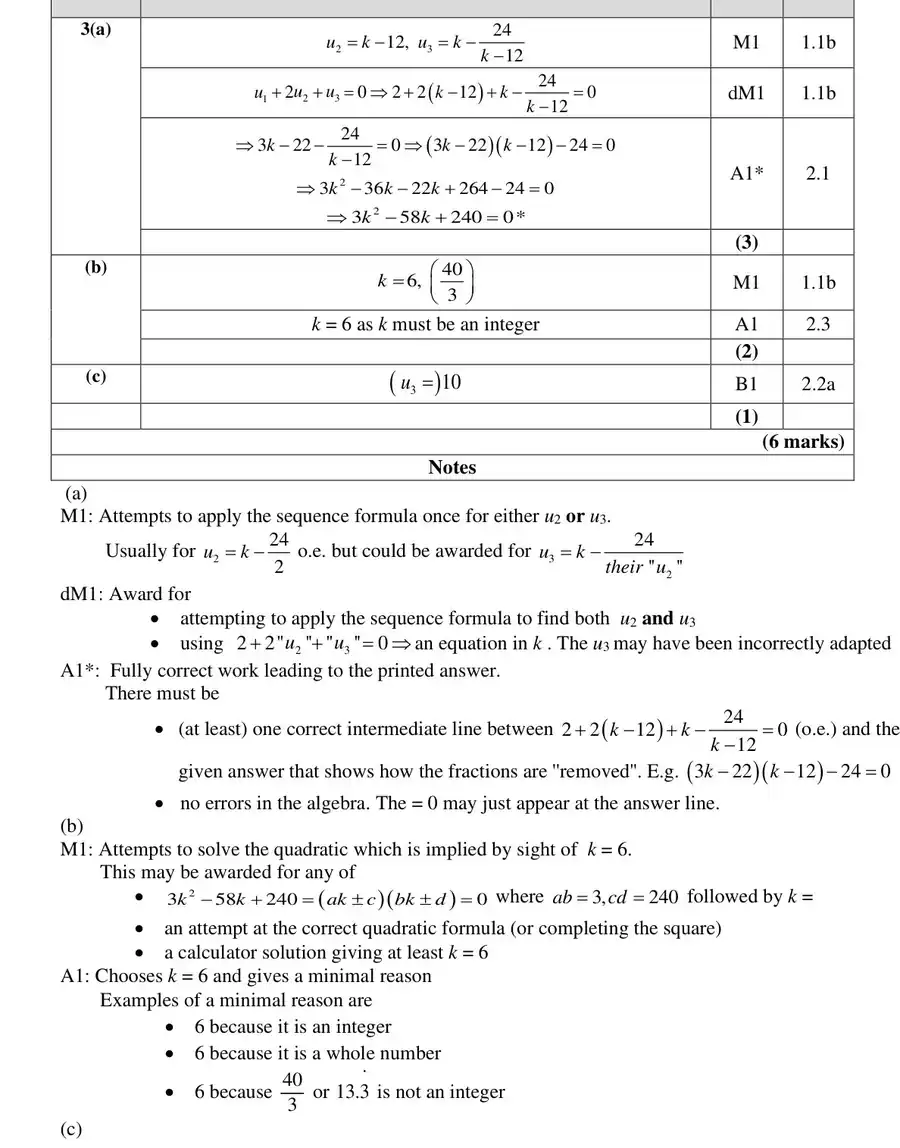 3(a) u₂ = k − 12, u₃ = k − 24/(k − 12) M1 1.1b
u₁ + 2u₂ + u₃ = 0 ⇒ 2 + 2(k − 12) + k − 24/(k − 12) = 0 dM1 1.1b
⇒ 3k − 22 − 24/(k − 12) = 0 ⇒ (3k − 22)(k − 12) − 24 = 0
⇒ 3k² − 36k − 22k + 264 − 24 = 0
⇒ 3k² − 58k + 240 = 0 *
A1* 2.1
(3)
(b) k = 6, (40/3) M1 1.1b
k = 6 as k must be an integer A1 2.3
(2)
(c) (u₃ =)10 B1 2.2a
(1)
(6 marks)
Notes
(a)
M1: Attempts to apply the sequence formula once for either u₂ or u₃.
Usually for u₂ = k − 24/2 o.e. but could be awarded for u₃ = k − 24/(their "u₂")
dM1: Award for
• attempting to apply the sequence formula to find both u₂ and u₃
• using 2 + 2"u₂"+"u₃"= 0 ⇒ an equation in k . The u₃ may have been incorrectly adapted
A1*: Fully correct work leading to the printed answer.
There must be
• (at least) one correct intermediate line between 2 + 2(k − 12) + k − 24/(k − 12) = 0 (o.e.) and the
given answer that shows how the fractions are "removed". E.g. (3k − 22)(k − 12) − 24 = 0
• no errors in the algebra. The = 0 may just appear at the answer line.
(b)
M1: Attempts to solve the quadratic which is implied by sight of k = 6.
This may be awarded for any of
• 3k² − 58k + 240 = (ak ± c)(bk ± d) = 0 where ab = 3, cd = 240 followed by k =
• an attempt at the correct quadratic formula (or completing the square)
• a calculator solution giving at least k = 6
A1: Chooses k = 6 and gives a minimal reason
Examples of a minimal reason are
• 6 because it is an integer
• 6 because it is a whole number
• 6 because 40/3 or 13.3̇ is not an integer
(c)